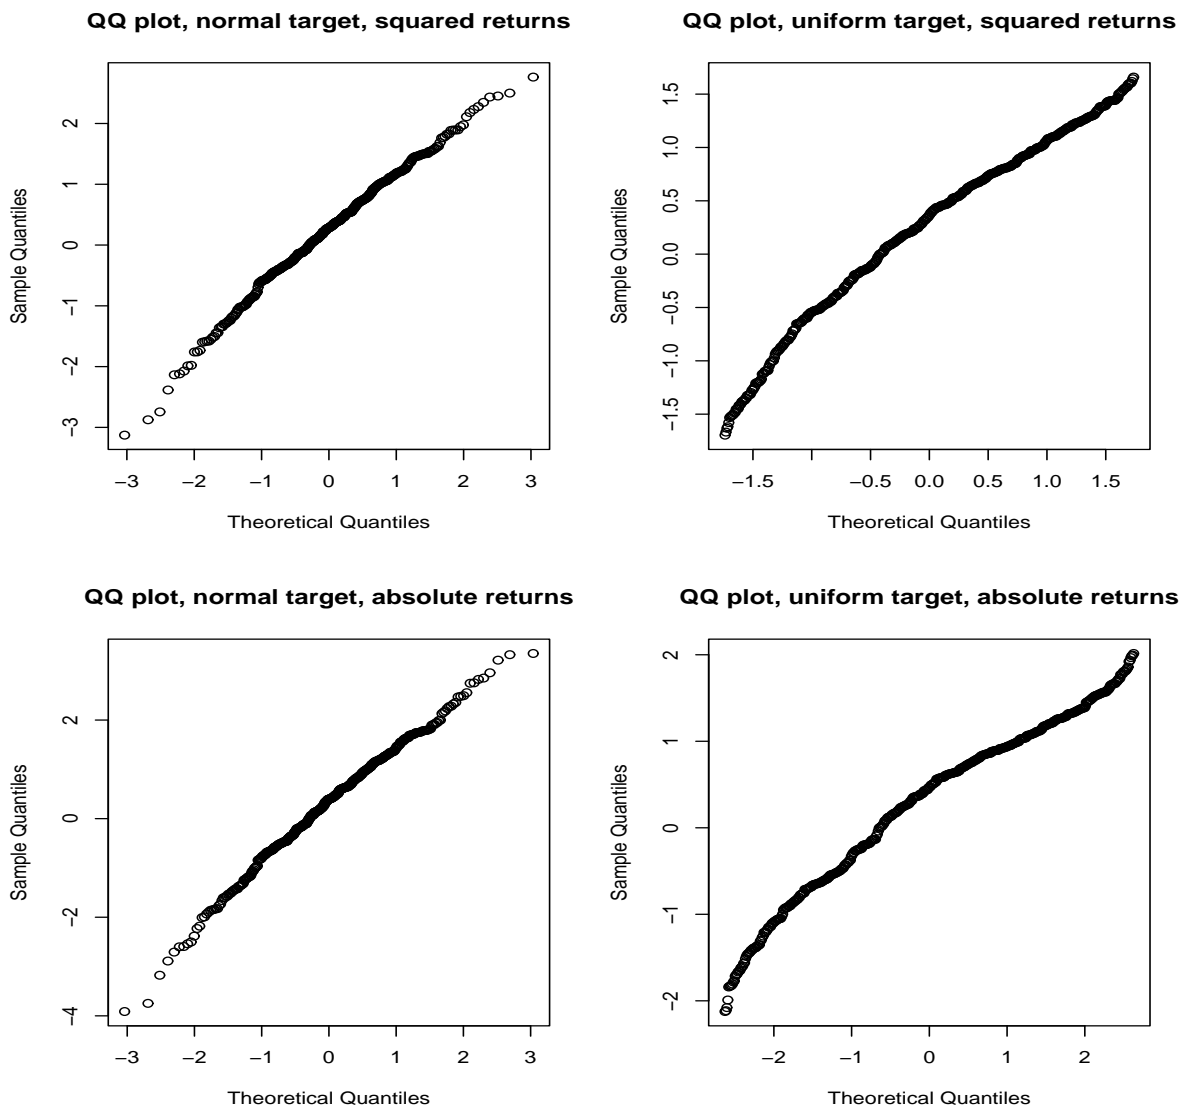 QQ plot, normal target, squared returns
Sample Quantiles
2
1
0
−1
−2
−3
−3 −2 −1 0 1 2 3
Theoretical Quantiles
QQ plot, uniform target, squared returns
Sample Quantiles
1.5
1.0
0.5
0.0
−0.5
−1.0
−1.5
−1.5 −0.5 0.0 0.5 1.0 1.5
Theoretical Quantiles
QQ plot, normal target, absolute returns
Sample Quantiles
2
0
−2
−4
−3 −2 −1 0 1 2 3
Theoretical Quantiles
QQ plot, uniform target, absolute returns
Sample Quantiles
2
1
0
−1
−2
−2 −1 0 1 2
Theoretical Quantiles